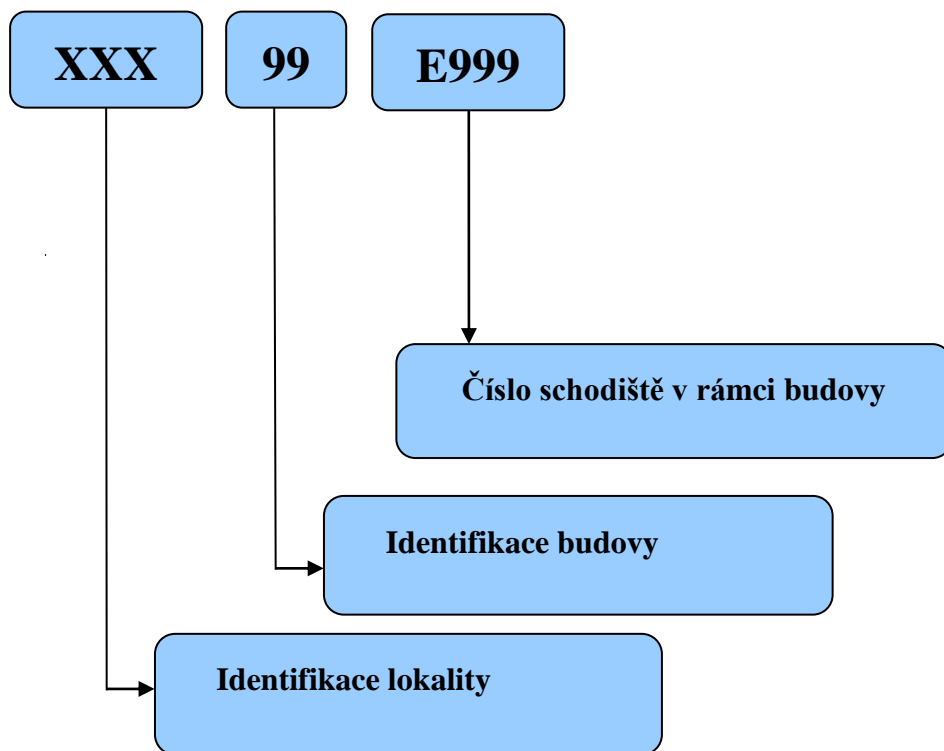 XXX 99 E999
Číslo schodiště v rámci budovy
Identifikace budovy
Identifikace lokality